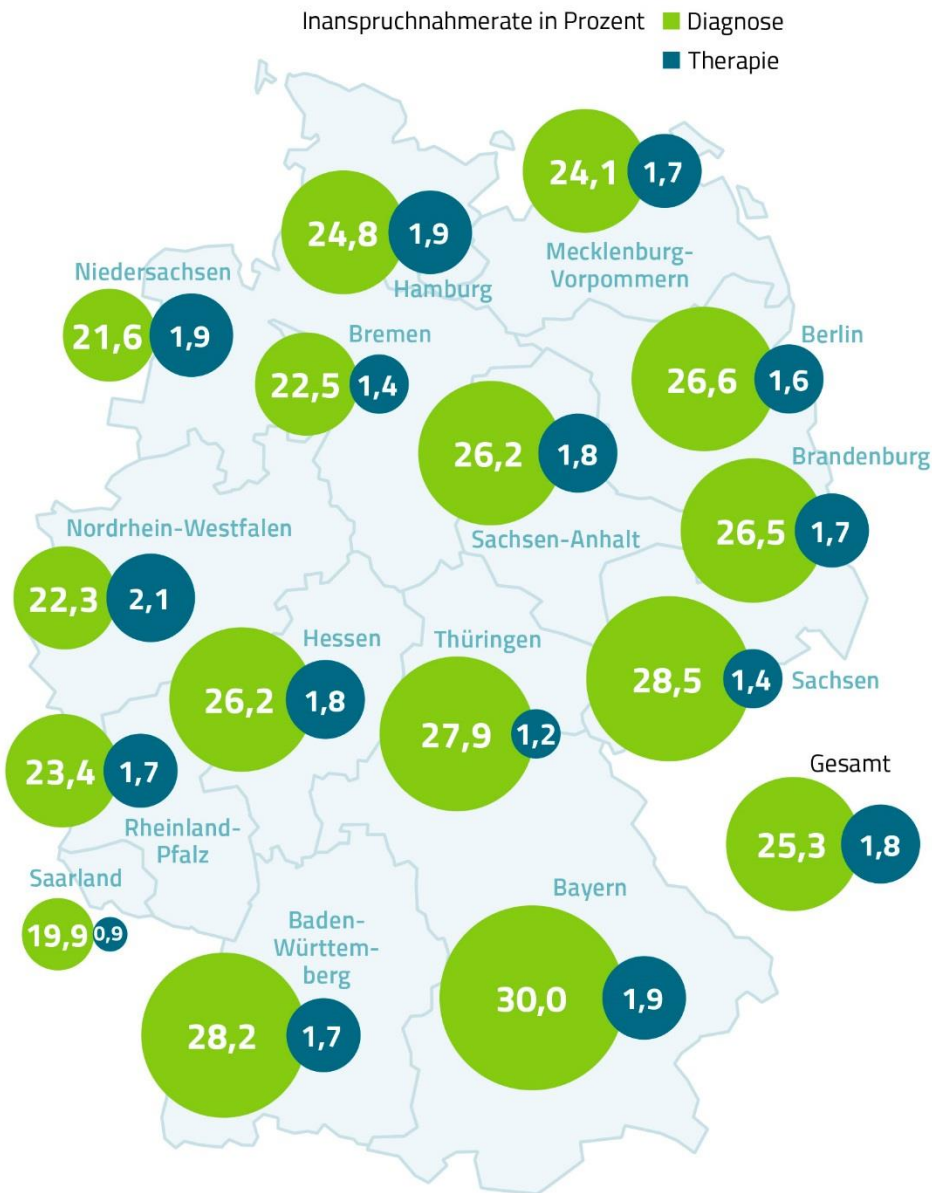 Inanspruchnahmerate in Prozent
Diagnose
Therapie
24,1
1,7
Mecklenburg-
Vorpommern
24,8
1,9
Hamburg
Niedersachsen
21,6
1,9
Bremen
22,5
1,4
Berlin
26,6
1,6
26,2
1,8
Sachsen-Anhalt
Brandenburg
26,5
1,7
Nordrhein-Westfalen
22,3
2,1
Hessen
26,2
1,8
Thüringen
27,9
1,2
28,5
1,4
Sachsen
23,4
1,7
Rheinland-
Pfalz
Gesamt
25,3
1,8
Saarland
19,9
0,9
Baden-
Württem-
berg
28,2
1,7
Bayern
30,0
1,9